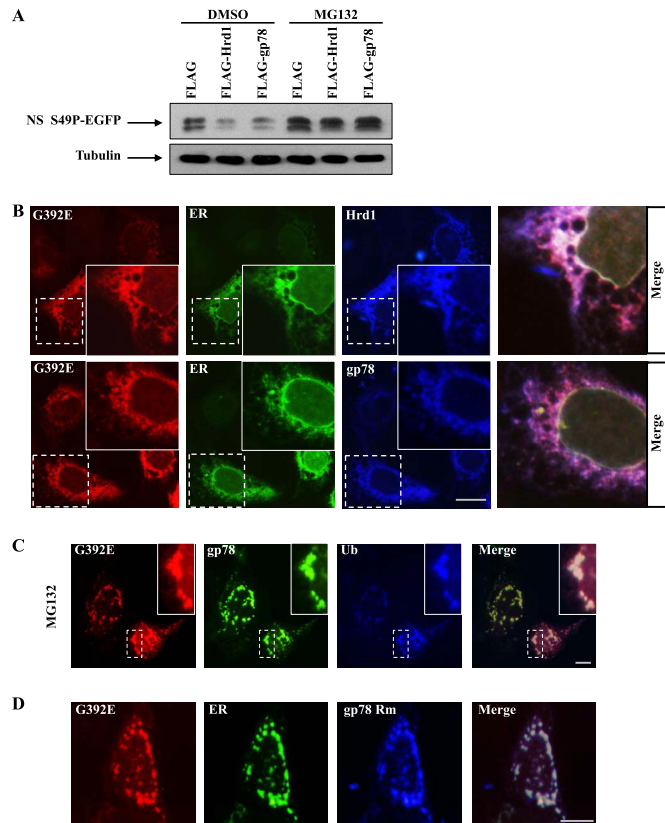 A
DMSO
MG132
FLAG
FLAG-Hrd1
FLAG-gp78
FLAG
FLAG-Hrd1
FLAG-gp78
NS S49P-EGFP
Tubulin
B
G392E
ER
Hrd1
Merge
G392E
ER
gp78
Merge
C
MG132
G392E
gp78
Ub
Merge
D
G392E
ER
gp78 Rm
Merge